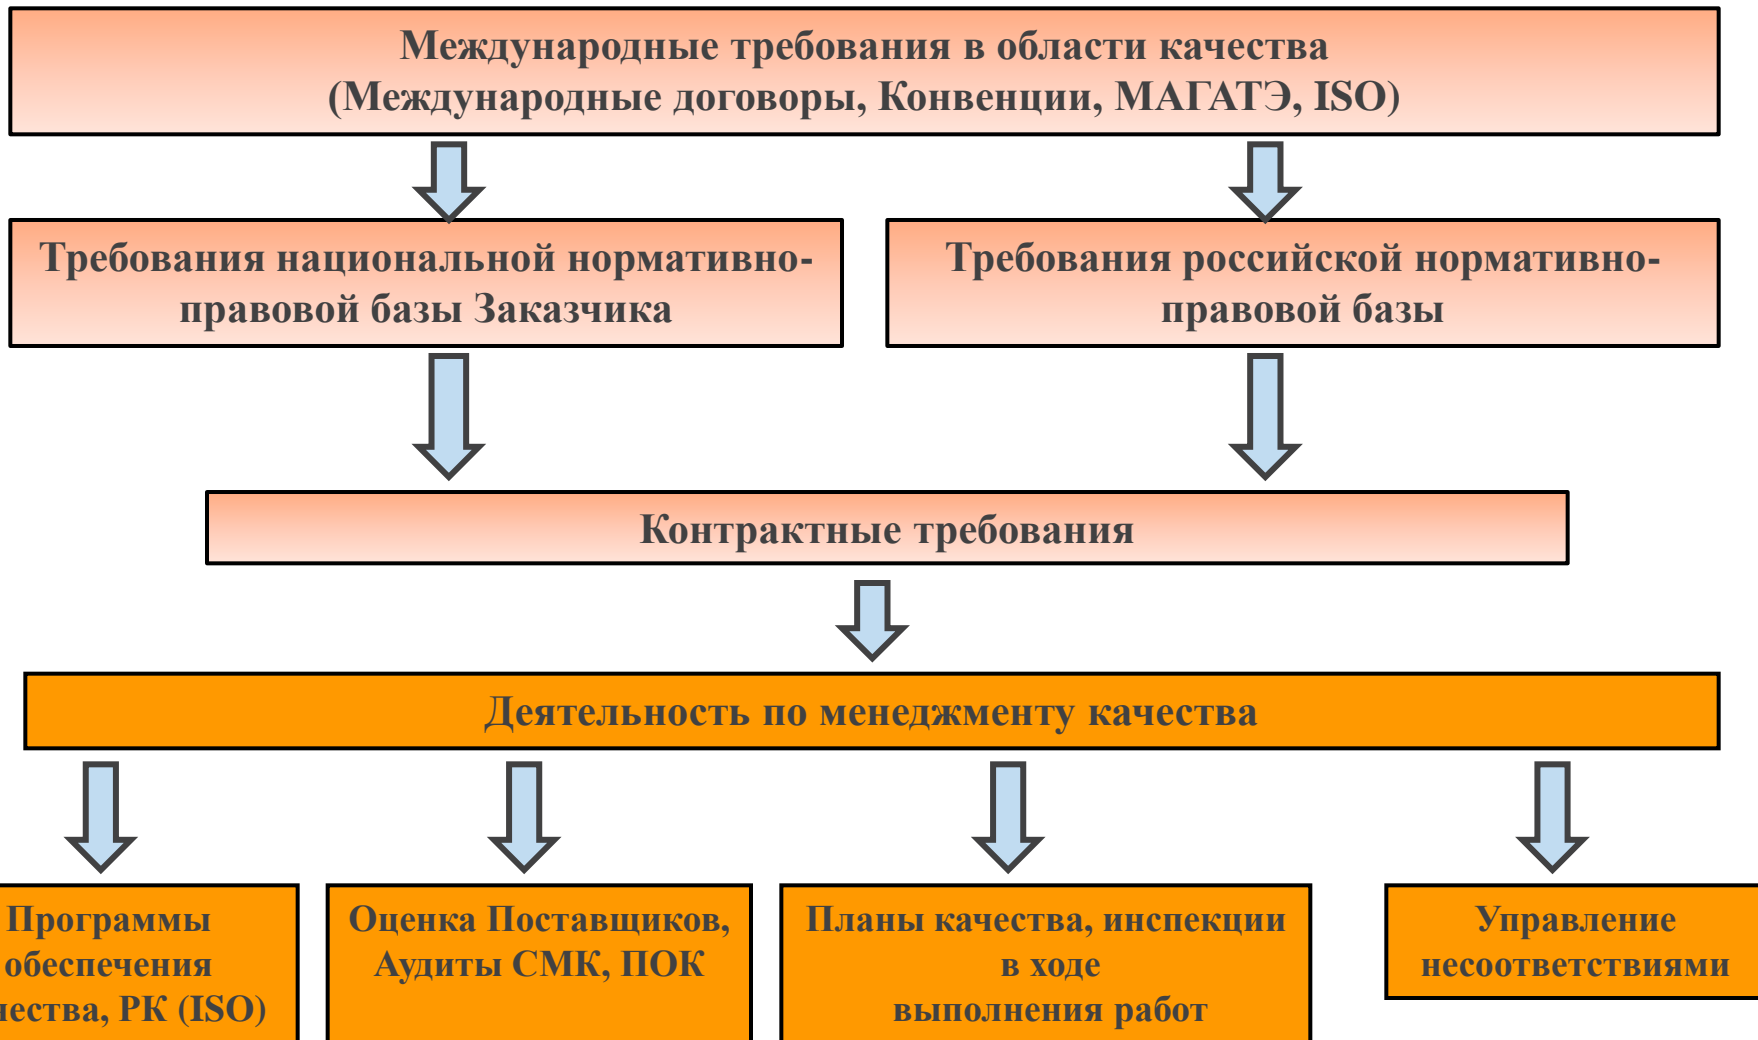 Международные требования в области качества
(Международные договоры, Конвенции, МАГАТЭ, ISO)
Требования национальной нормативно-
правовой базы Заказчика
Требования российской нормативно-
правовой базы
Контрактные требования
Деятельность по менеджменту качества
Программы
обеспечения
чества, РК (ISO)
Оценка Поставщиков,
Аудиты СМК, ПОК
Планы качества, инспекции
в ходе
выполнения работ
Управление
несоответствиями